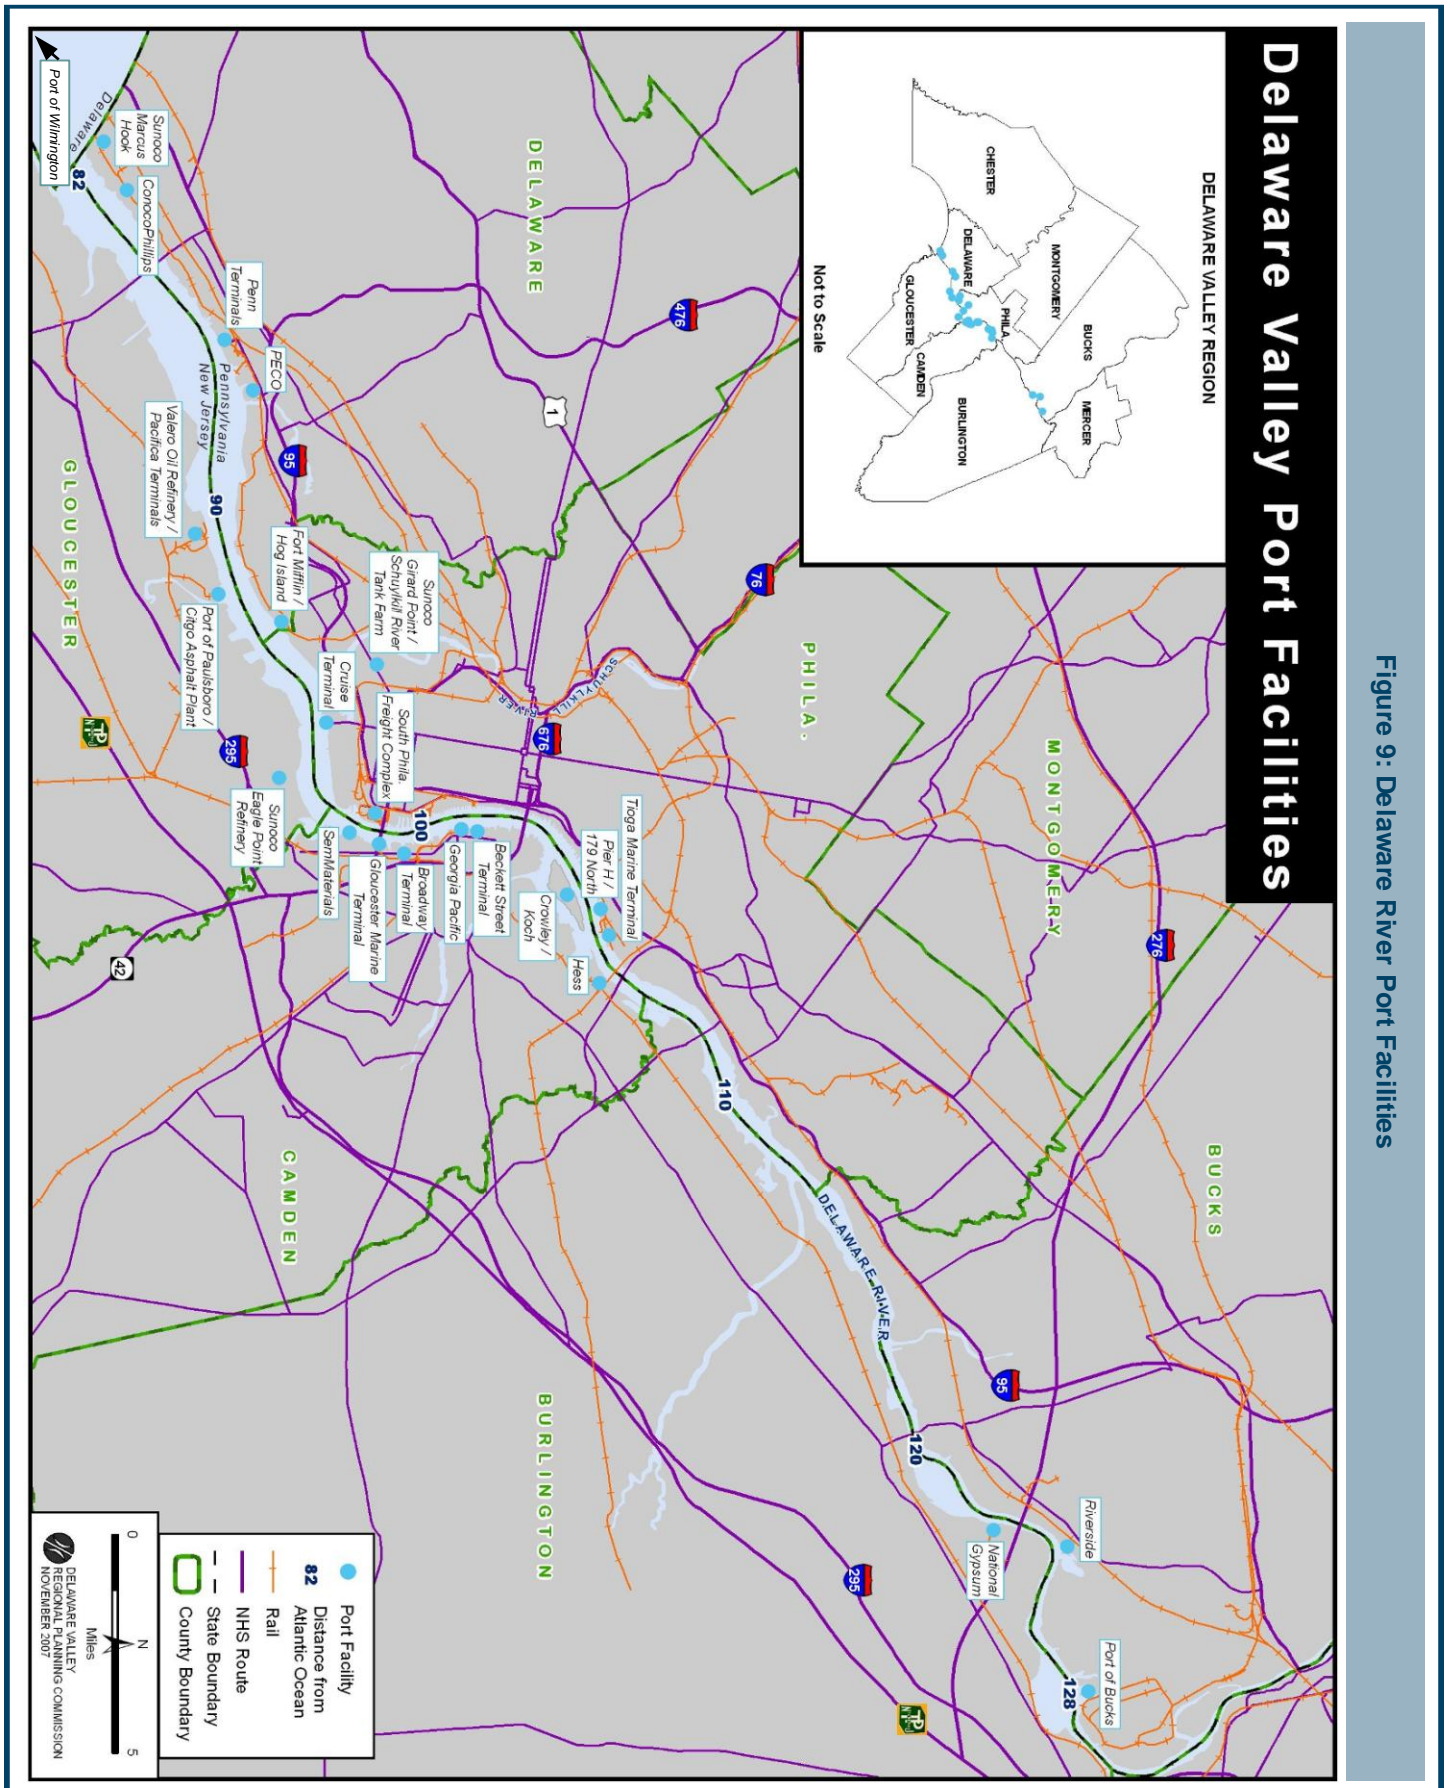 Figure 9: Delaware River Port Facilities
Delaware Valley Port Facilities
DELAWARE VALLEY REGION
CHESTER
MONTGOMERY
BUCKS
DELAWARE
PHILA
MERCER
GLOUCESTER
CAMDEN
BURLINGTON
Not to Scale
DELAWARE
PHILA.
MONTGOMERY
BUCKS
GLOUCESTER
CAMDEN
BURLINGTON
476
1
95
76
676
276
95
295
295
42
Port of Wilmington
Delaware
82
Sunoco
Marcus
Hook
ConocoPhillips
Penn
Terminals
PECO
Pennsylvania
New Jersey
Valero Oil Refinery /
Pacifica Terminals
90
Fort Mifflin /
Hog Island
Port of Paulsboro /
Citgo Asphalt Plant
Sunoco
Girard Point /
Schuylkill River
Tank Farm
Cruise
Terminal
South Phila.
Freight Complex
SCHUYLKILL
RIVER
Sunoco
Eagle Point
Refinery
SemMaterials
100
Gloucester Marine
Terminal
Broadway
Terminal
Georgia Pacific
Beckett Street
Terminal
Crowley /
Koch
Pier H /
179 North
Tioga Marine Terminal
Hess
110
DELAWARE RIVER
120
National
Gypsum
Riverside
Port of Bucks
128
Port Facility
82
Distance from
Atlantic Ocean
Rail
NHS Route
State Boundary
County Boundary
N
0
5
Miles
DELAWARE VALLEY
REGIONAL PLANNING COMMISSION
NOVEMBER 2007